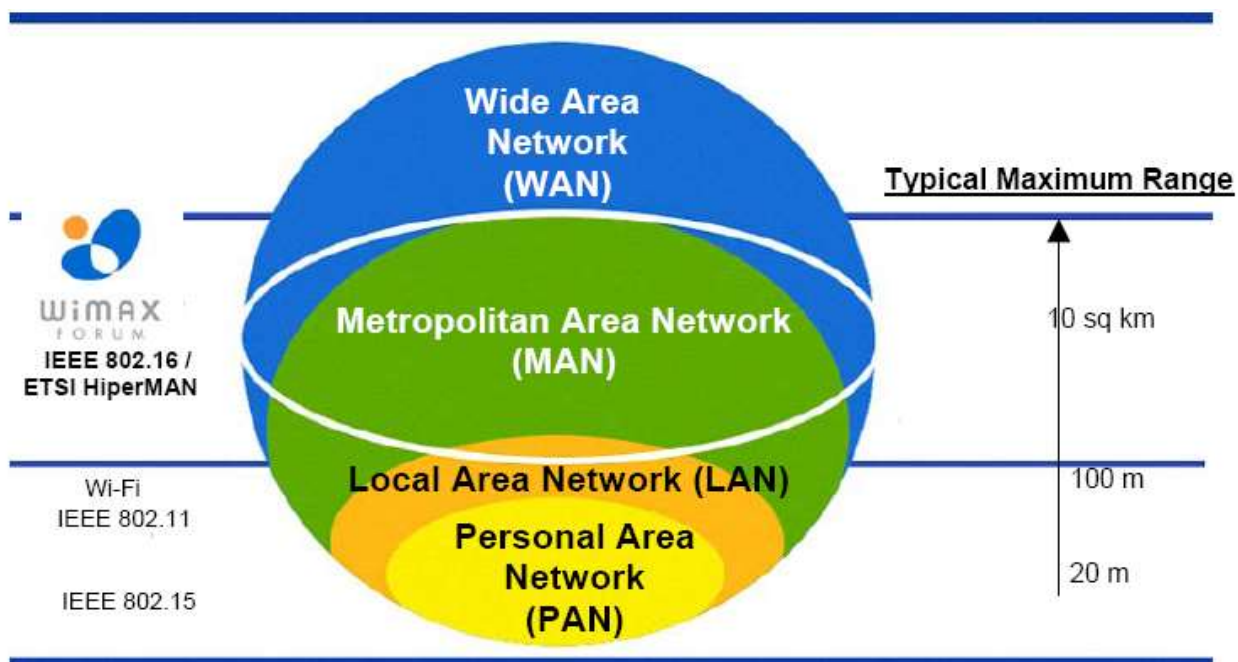 Wide Area
Network
(WAN)
Typical Maximum Range
WiMAX
FORUM
IEEE 802.16 /
ETSI HiperMAN
Metropolitan Area Network
(MAN)
10 sq km
Wi-Fi
IEEE 802.11
Local Area Network (LAN)
100 m
Personal Area
Network
(PAN)
20 m
IEEE 802.15